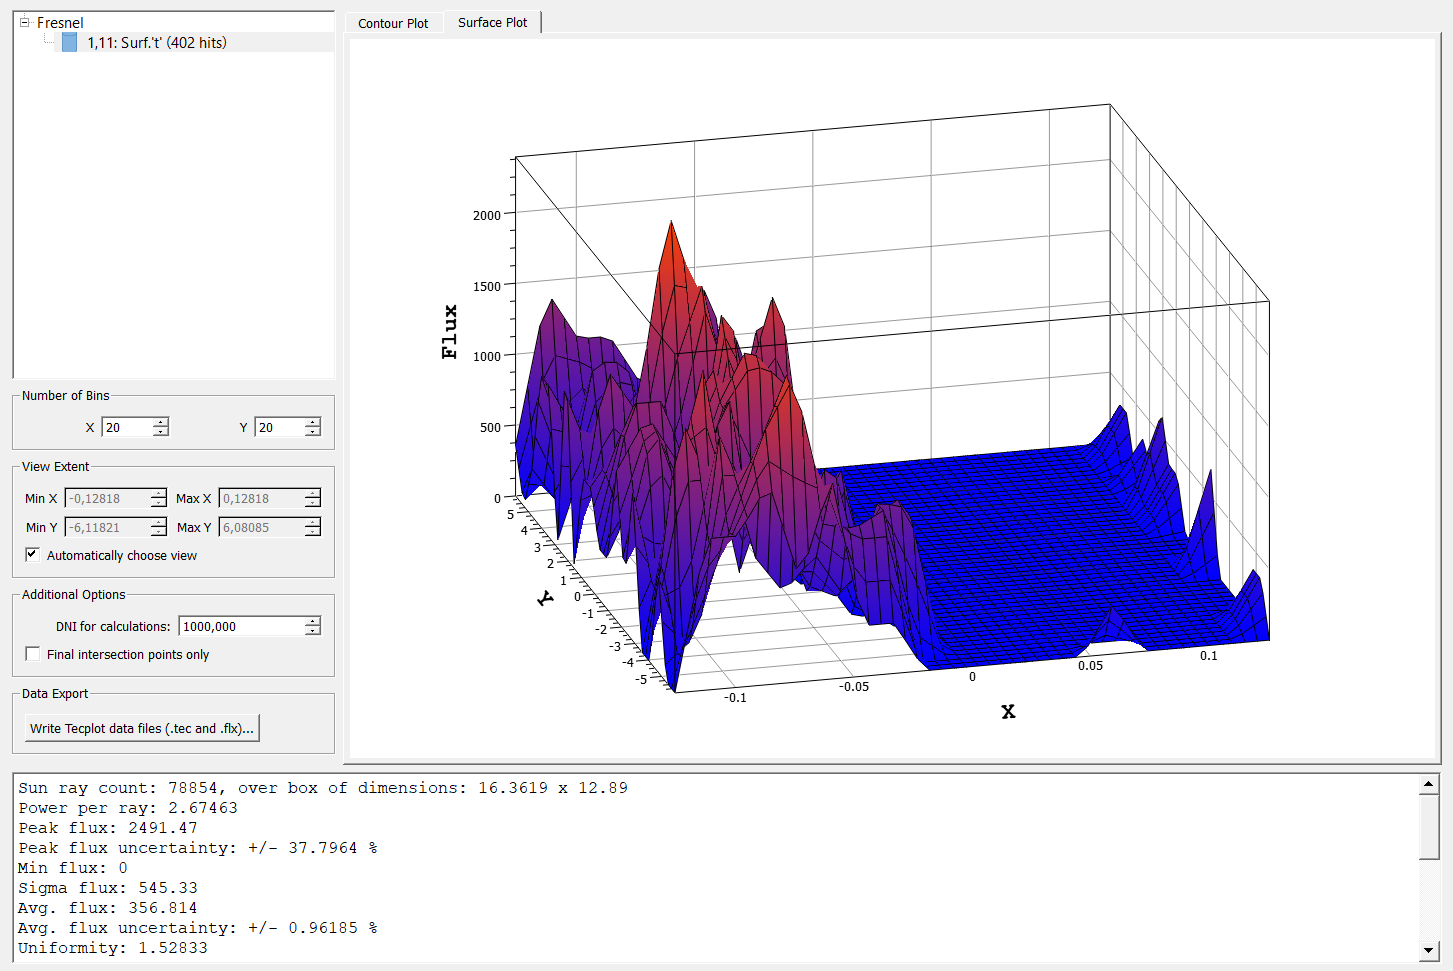 Fresnel
1,11: Surf.'t' (402 hits)
Number of Bins
X 20 Y 20
View Extent
Min X -0,12818 Max X 0,12818
Min Y -6,11821 Max Y 6,08085
Automatically choose view
Additional Options
DNI for calculations: 1000,000
Final intersection points only
Data Export
Write Tecplot data files (.tec and .flx)...
Contour Plot Surface Plot
Flux
2000
1500
1000
500
0
Y
5
4
3
2
1
0
-1
-2
-3
-4
-5
-0.1
-0.05
0
0.05
0.1
X
Sun ray count: 78854, over box of dimensions: 16.3619 x 12.89
Power per ray: 2.67463
Peak flux: 2491.47
Peak flux uncertainty: +/- 37.7964 %
Min flux: 0
Sigma flux: 545.33
Avg. flux: 356.814
Avg. flux uncertainty: +/- 0.96185 %
Uniformity: 1.52833